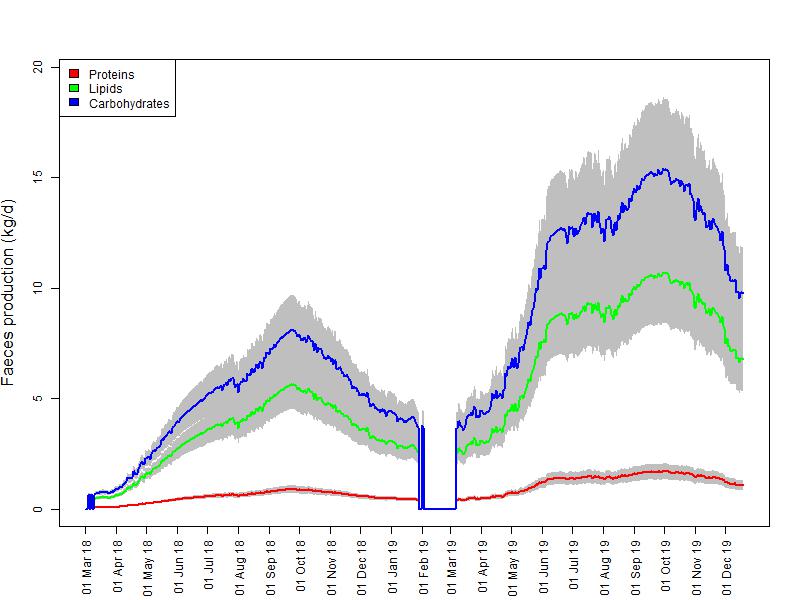 Proteins
Lipids
Carbohydrates
Faeces production (kg/d)
20
15
10
5
0
01 Mar 18
01 Apr 18
01 May 18
01 Jun 18
01 Jul 18
01 Aug 18
01 Sep 18
01 Oct 18
01 Nov 18
01 Dec 18
01 Jan 19
01 Feb 19
01 Mar 19
01 Apr 19
01 May 19
01 Jun 19
01 Jul 19
01 Aug 19
01 Sep 19
01 Oct 19
01 Nov 19
01 Dec 19